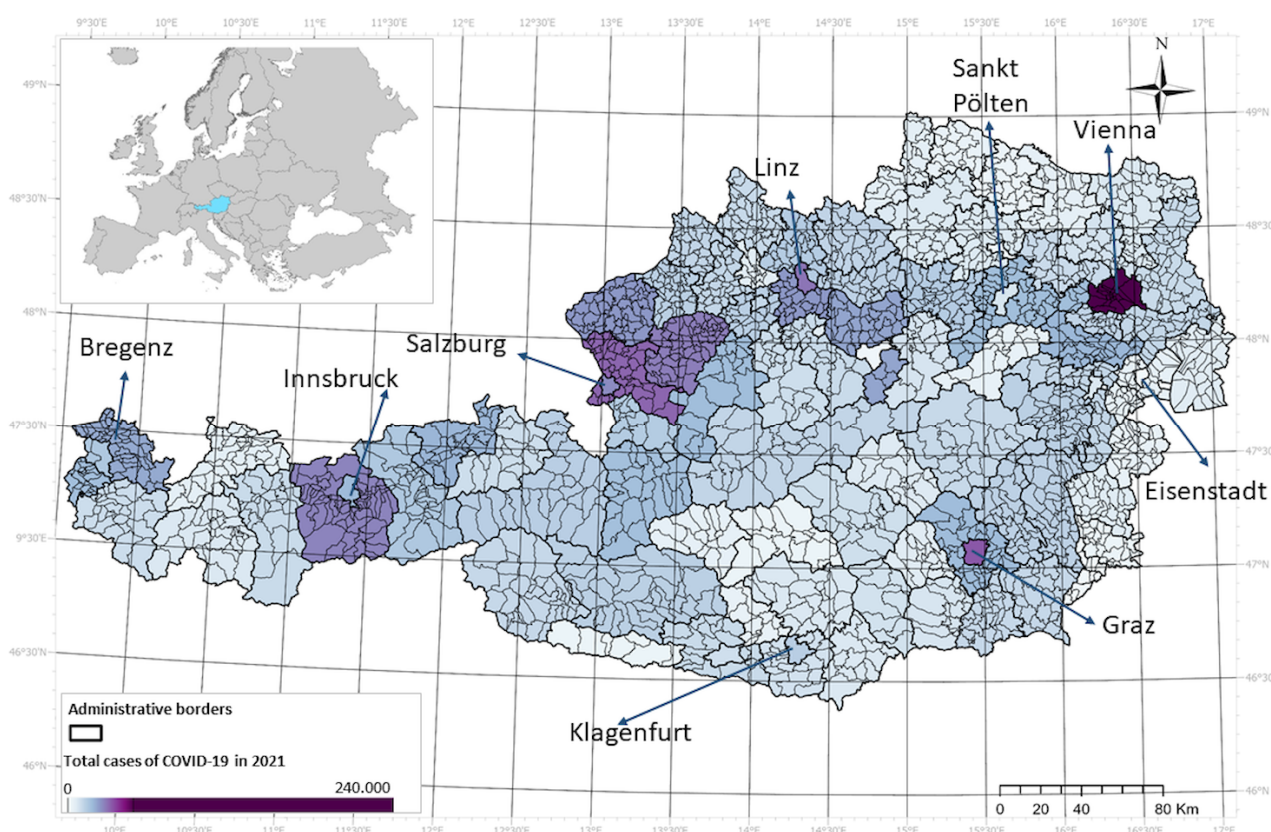 9°30'E 10°E 10°30'E 11°E 11°30'E 12°E 12°30'E 13°E 13°30'E 14°E 14°30'E 15°E 15°30'E 16°E 16°30'E 17°E
N
Sankt
Pölten
49°N
49°N
Vienna
Linz
48°30'N
48°30'
48°N
48°N
Salzburg
Bregenz
Innsbruck
47°30'N
47°30'
Eisenstadt
9°30'E
47°N
Graz
46°30'N
46°30'
Klagenfurt
Administrative borders
Total cases of COVID-19 in 2021
0 240.000
46°N
46°N
0 20 40 80 Km
10°E 10°30'E 11°E 11°30'E 12°E 12°30'E 13°E 13°30'E 14°E 14°30'E 15°E 15°30'E 16°E 16°30'E 17°E